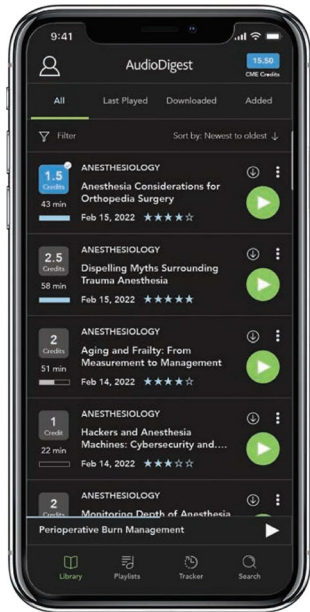 9:41
AudioDigest
15.50
CME Credits
All Last Played Downloaded Added
Filter Sort by: Newest to oldest ↓
1.5
Credits
43 min
ANESTHESIOLOGY
Anesthesia Considerations for
Orthopedia Surgery
Feb 15, 2022 ★★★★☆
2.5
Credits
58 min
ANESTHESIOLOGY
Dispelling Myths Surrounding
Trauma Anesthesia
Feb 15, 2022 ★★★★★
2
Credits
51 min
ANESTHESIOLOGY
Aging and Frailty: From
Measurement to Management
Feb 14, 2022 ★★★★☆
1
Credit
22 min
ANESTHESIOLOGY
Hackers and Anesthesia
Machines: Cybersecurity and....
Feb 14, 2022 ★★★☆☆
2
Credits
ANESTHESIOLOGY
Monitoring Depth of Anesthesia
Perioperative Burn Management
Library Playlists Tracker Search